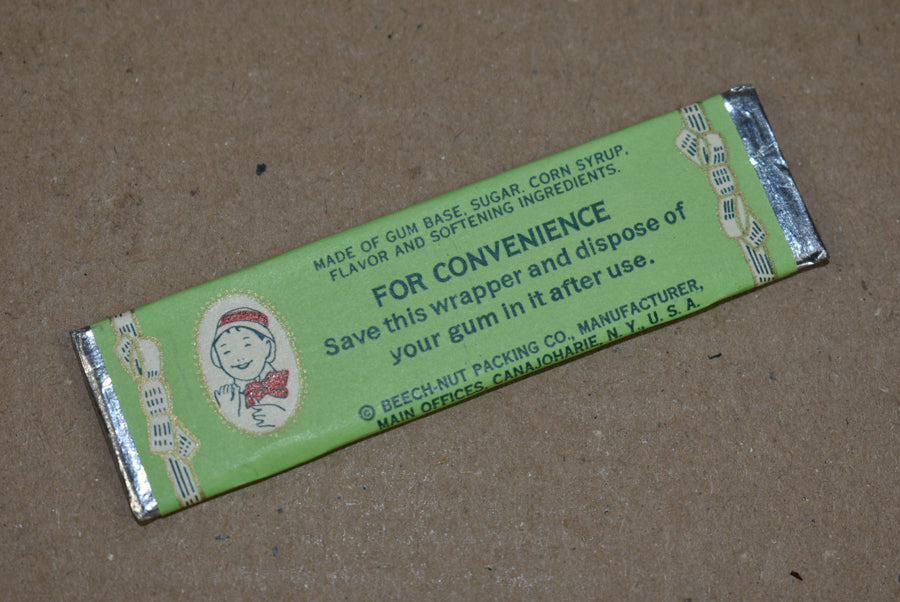 MADE OF GUM BASE, SUGAR, CORN SYRUP,
FLAVOR AND SOFTENING INGREDIENTS.
FOR CONVENIENCE
Save this wrapper and dispose of
your gum in it after use.
© BEECH-NUT PACKING CO., MANUFACTURER,
MAIN OFFICES, CANAJOHARIE, N. Y., U. S. A.